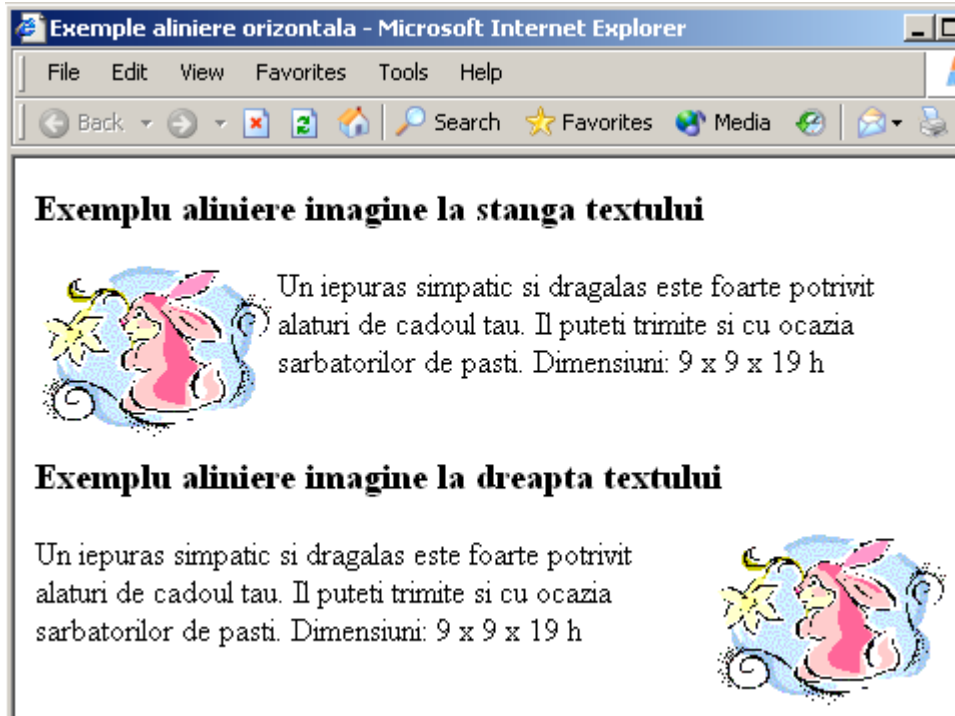 Exemple aliniere orizontala - Microsoft Internet Explorer
File Edit View Favorites Tools Help
Back Search Favorites Media
Exemplu aliniere imagine la stanga textului
Un iepuras simpatic si dragalas este foarte potrivit
alaturi de cadoul tau. Il puteti trimite si cu ocazia
sarbatorilor de pasti. Dimensiuni: 9 x 9 x 19 h
Exemplu aliniere imagine la dreapta textului
Un iepuras simpatic si dragalas este foarte potrivit
alaturi de cadoul tau. Il puteti trimite si cu ocazia
sarbatorilor de pasti. Dimensiuni: 9 x 9 x 19 h